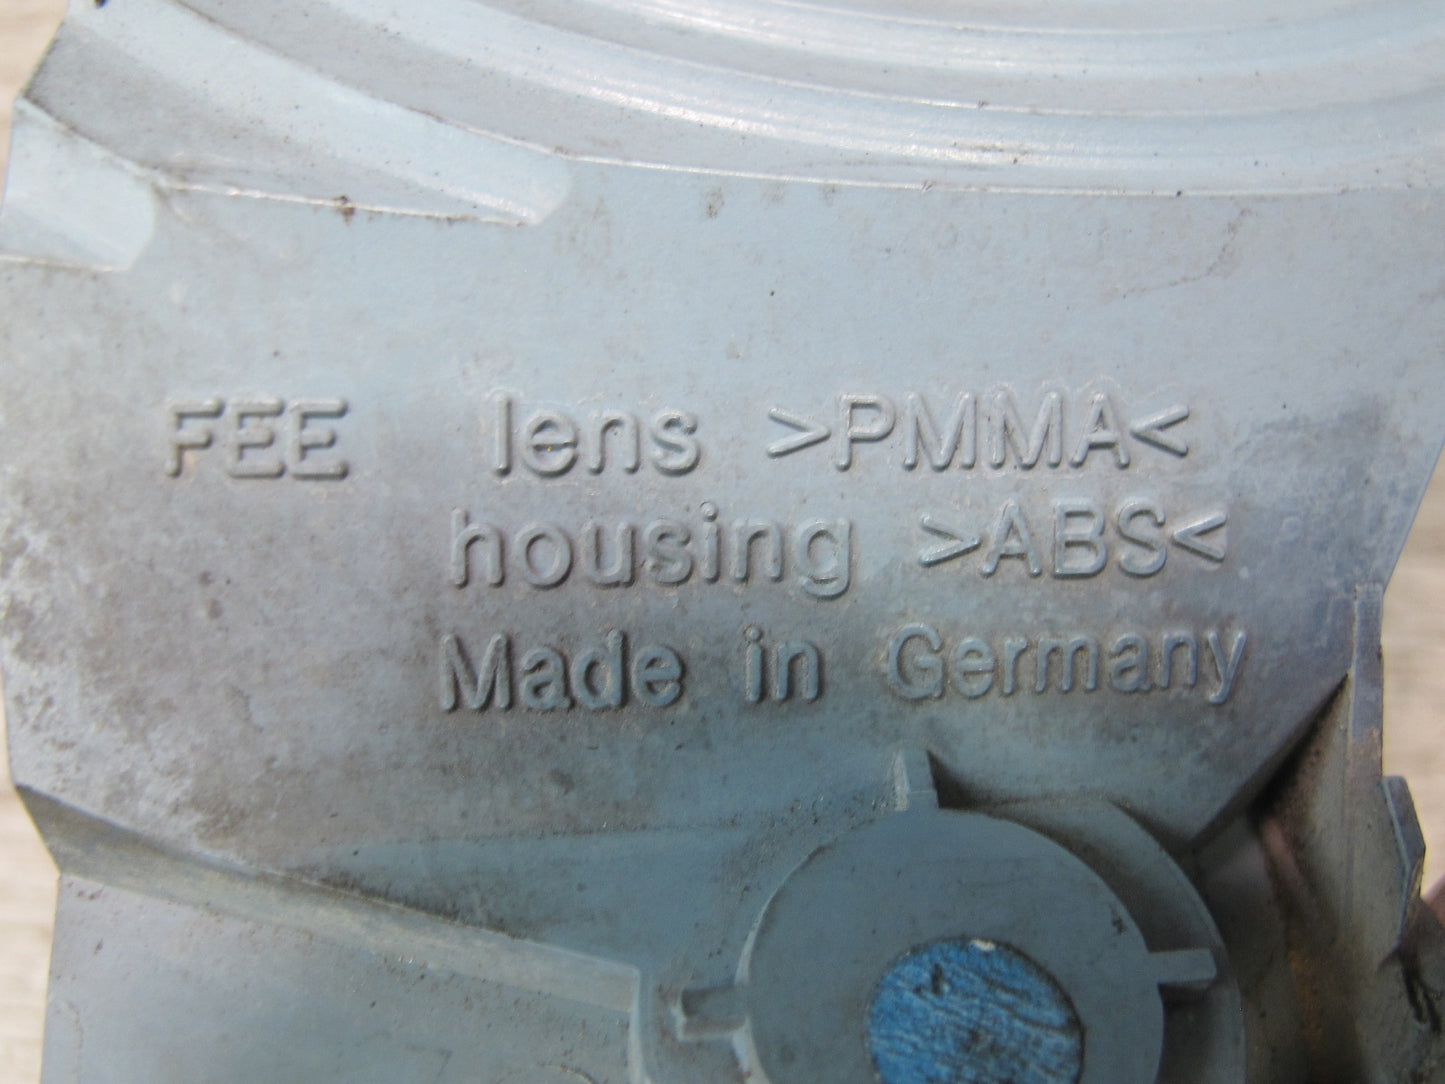 FEE lens >PMMA<
housing >ABS<
Made in Germany